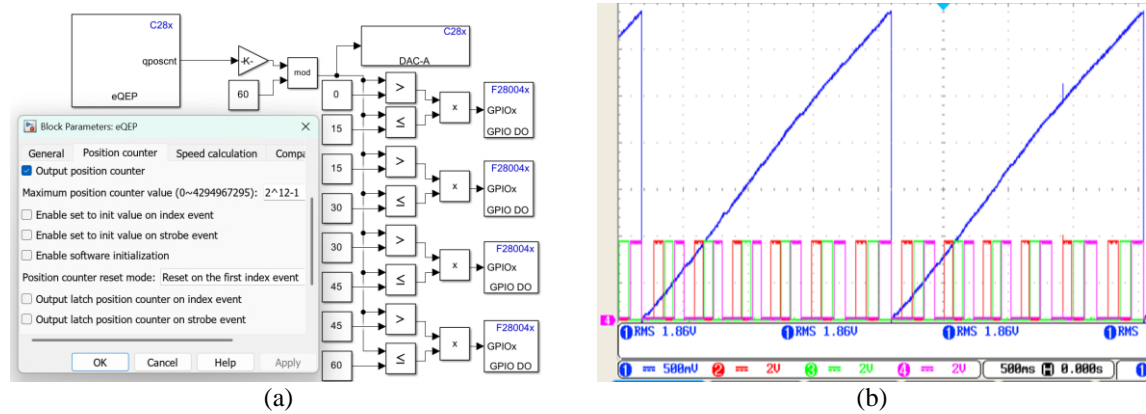 C28x
qposcnt
eQEP
-K-
60
mod
C28x
DAC-A
0
>
≤
x
F28004x
GPIOx
GPIO DO
15
15
>
≤
x
F28004x
GPIOx
GPIO DO
30
30
>
≤
x
F28004x
GPIOx
GPIO DO
45
45
>
≤
x
F28004x
GPIOx
GPIO DO
60
Block Parameters: eQEP
General Position counter Speed calculation Compa
Output position counter
Maximum position counter value (0~4294967295): 2^12-1
Enable set to init value on index event
Enable set to init value on strobe event
Enable software initialization
Position counter reset mode: Reset on the first index event
Output latch position counter on index event
Output latch position counter on strobe event
OK Cancel Help Apply
(a)
4
1 RMS 1.86V 1 RMS 1.86V 1 RMS 1.86V 1 RMS
1 500mV 2 2V 3 2V 4 2V 500ms H 0.000s 1
(b)